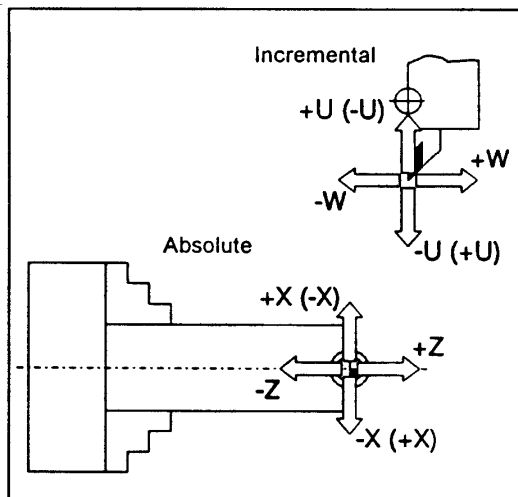 Incremental
+U (-U)
+W
-W
-U (+U)
Absolute
+X (-X)
+Z
-Z
-X (+X)